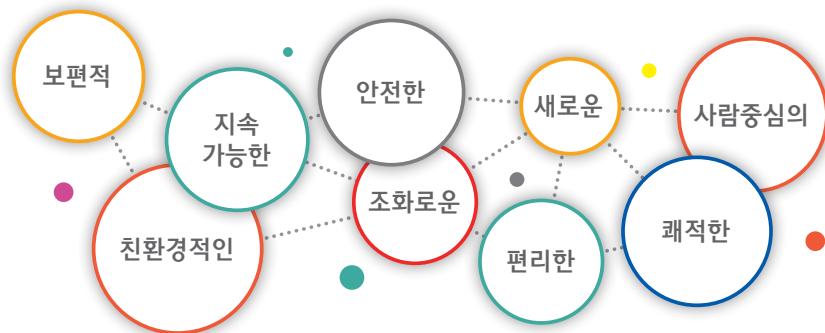 보편적
지속
가능한
안전한
새로운
사람중심의
친환경적인
조화로운
편리한
쾌적한